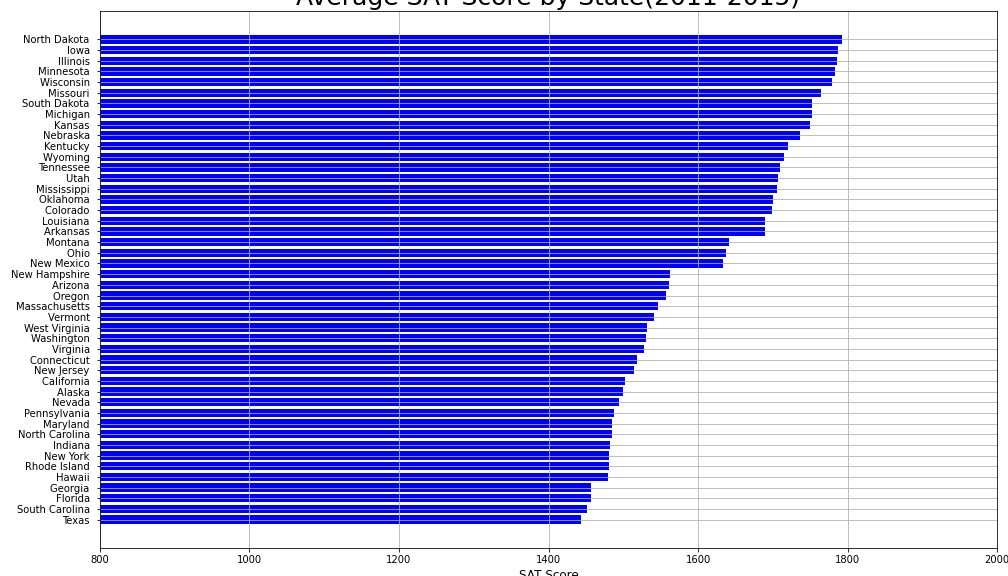 Average SAT Score by State(2011-2015)
North Dakota
Iowa
Illinois
Minnesota
Wisconsin
Missouri
South Dakota
Michigan
Kansas
Nebraska
Kentucky
Wyoming
Tennessee
Utah
Mississippi
Oklahoma
Colorado
Louisiana
Arkansas
Montana
Ohio
New Mexico
New Hampshire
Arizona
Oregon
Massachusetts
Vermont
West Virginia
Washington
Virginia
Connecticut
New Jersey
California
Alaska
Nevada
Pennsylvania
Maryland
North Carolina
Indiana
New York
Rhode Island
Hawaii
Georgia
Florida
South Carolina
Texas
800 1000 1200 1400 1600 1800 2000
SAT Score